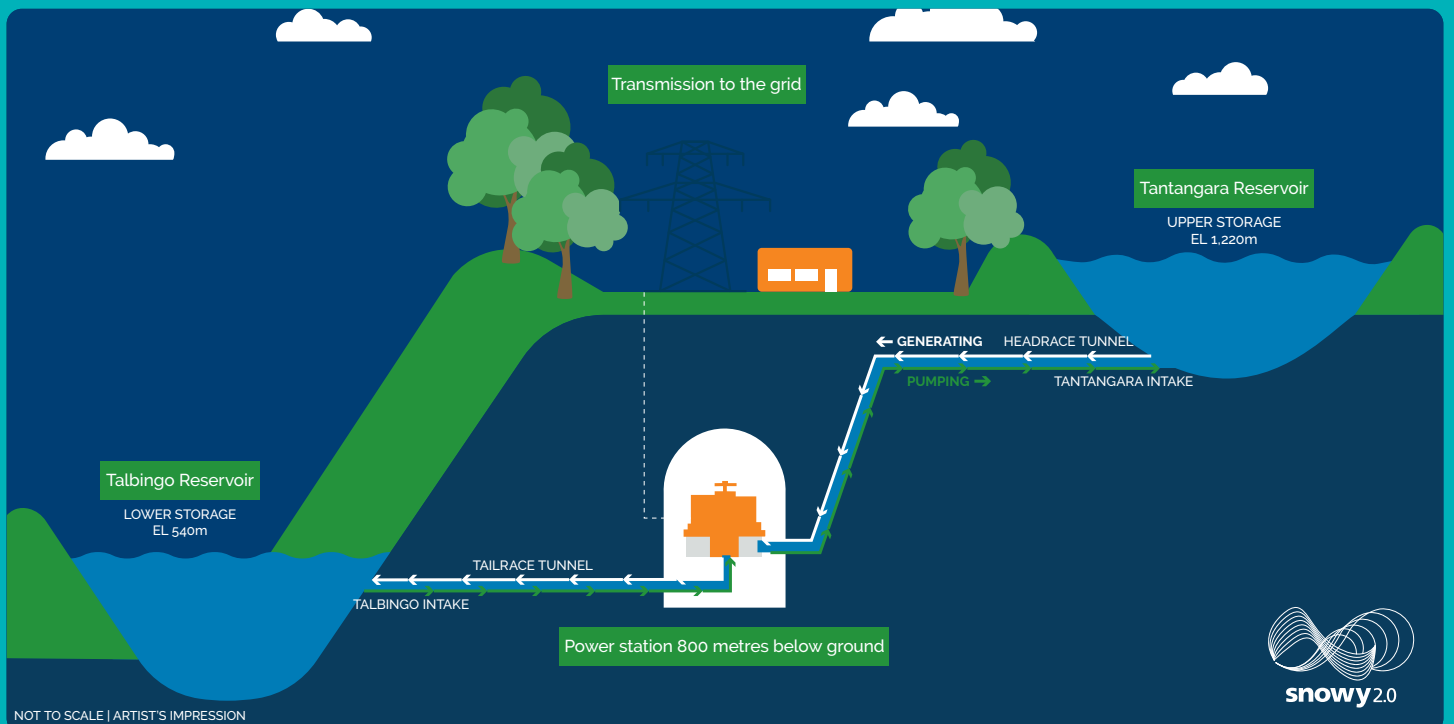 Transmission to the grid
Tantangara Reservoir
UPPER STORAGE
EL 1,220m
GENERATING
HEADRACE TUNNEL
PUMPING
TANTANGARA INTAKE
Talbingo Reservoir
LOWER STORAGE
EL 540m
TAILRACE TUNNEL
TALBINGO INTAKE
Power station 800 metres below ground
snowy 2.0
NOT TO SCALE | ARTIST'S IMPRESSION